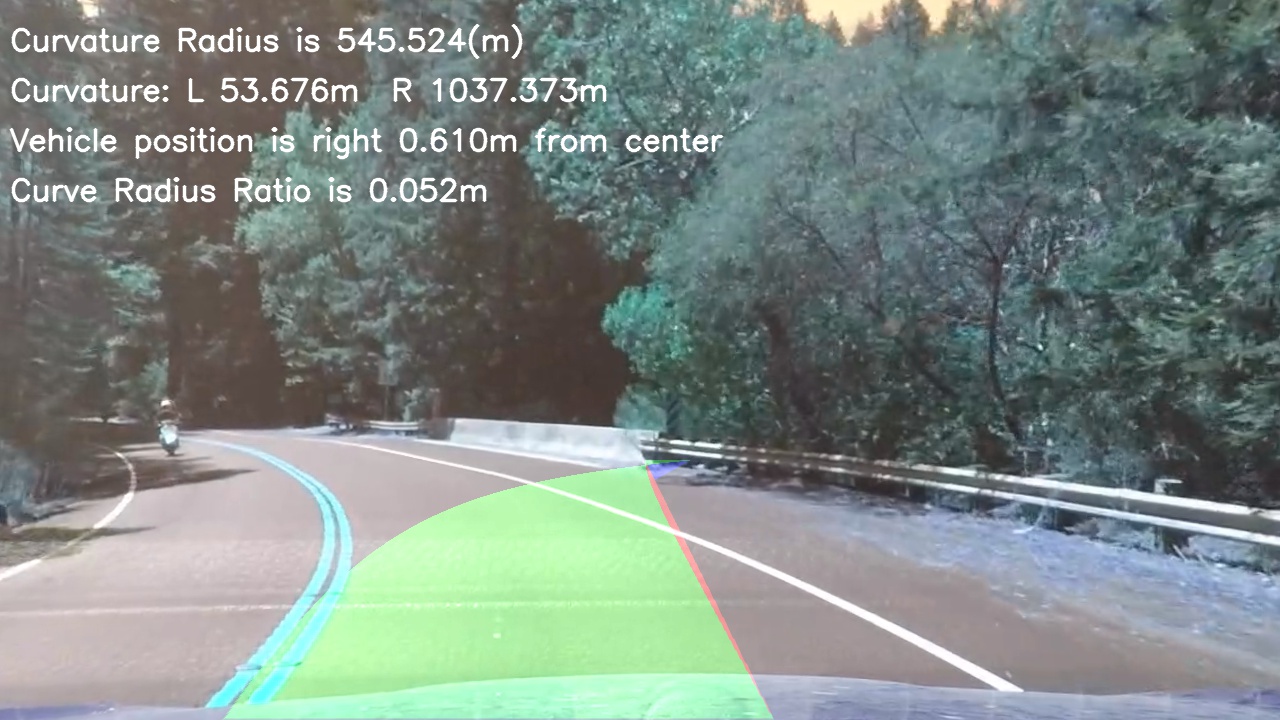 Curvature Radius is 545.524(m)
Curvature: L 53.676m R 1037.373m
Vehicle position is right 0.610m from center
Curve Radius Ratio is 0.052m